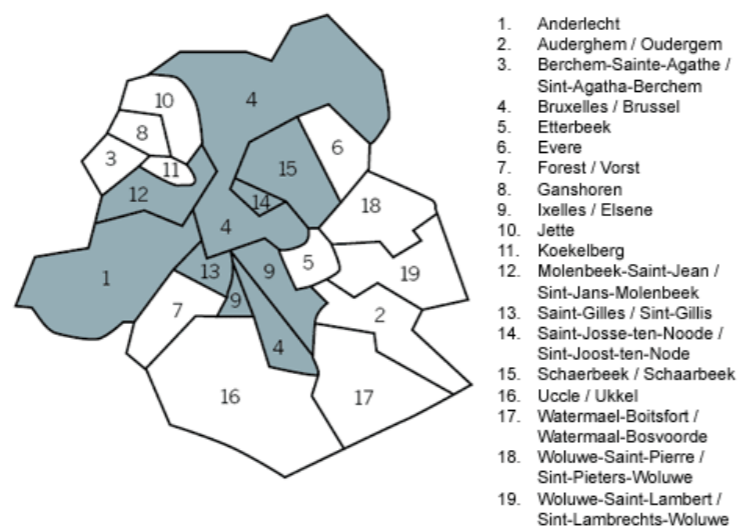 4
10
8
3
11
12
15
6
14
18
4
1
13
9
5
19
9
7
2
4
16
17
1. Anderlecht
2. Auderghem / Oudergem
3. Berchem-Sainte-Agathe /
Sint-Agatha-Berchem
4. Bruxelles / Brussel
5. Etterbeek
6. Evere
7. Forest / Vorst
8. Ganshoren
9. Ixelles / Elsene
10. Jette
11. Koekelberg
12. Molenbeek-Saint-Jean /
Sint-Jans-Molenbeek
13. Saint-Gilles / Sint-Gillis
14. Saint-Josse-ten-Noode /
Sint-Joost-ten-Node
15. Schaerbeek / Schaarbeek
16. Uccle / Ukkel
17. Watermael-Boitsfort /
Watermaal-Bosvoorde
18. Woluwe-Saint-Pierre /
Sint-Pieters-Woluwe
19. Woluwe-Saint-Lambert /
Sint-Lambrechts-Woluwe